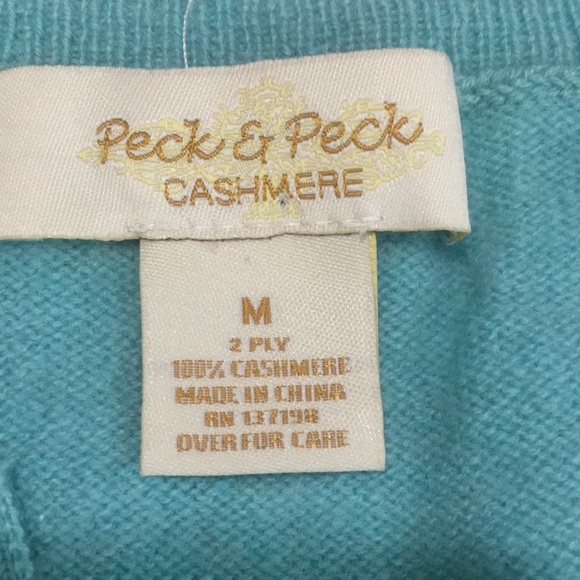 Peck & Peck
CASHMERE
M
2 PLY
100% CASHMERE
MADE IN CHINA
RN 137198
OVER FOR CARE